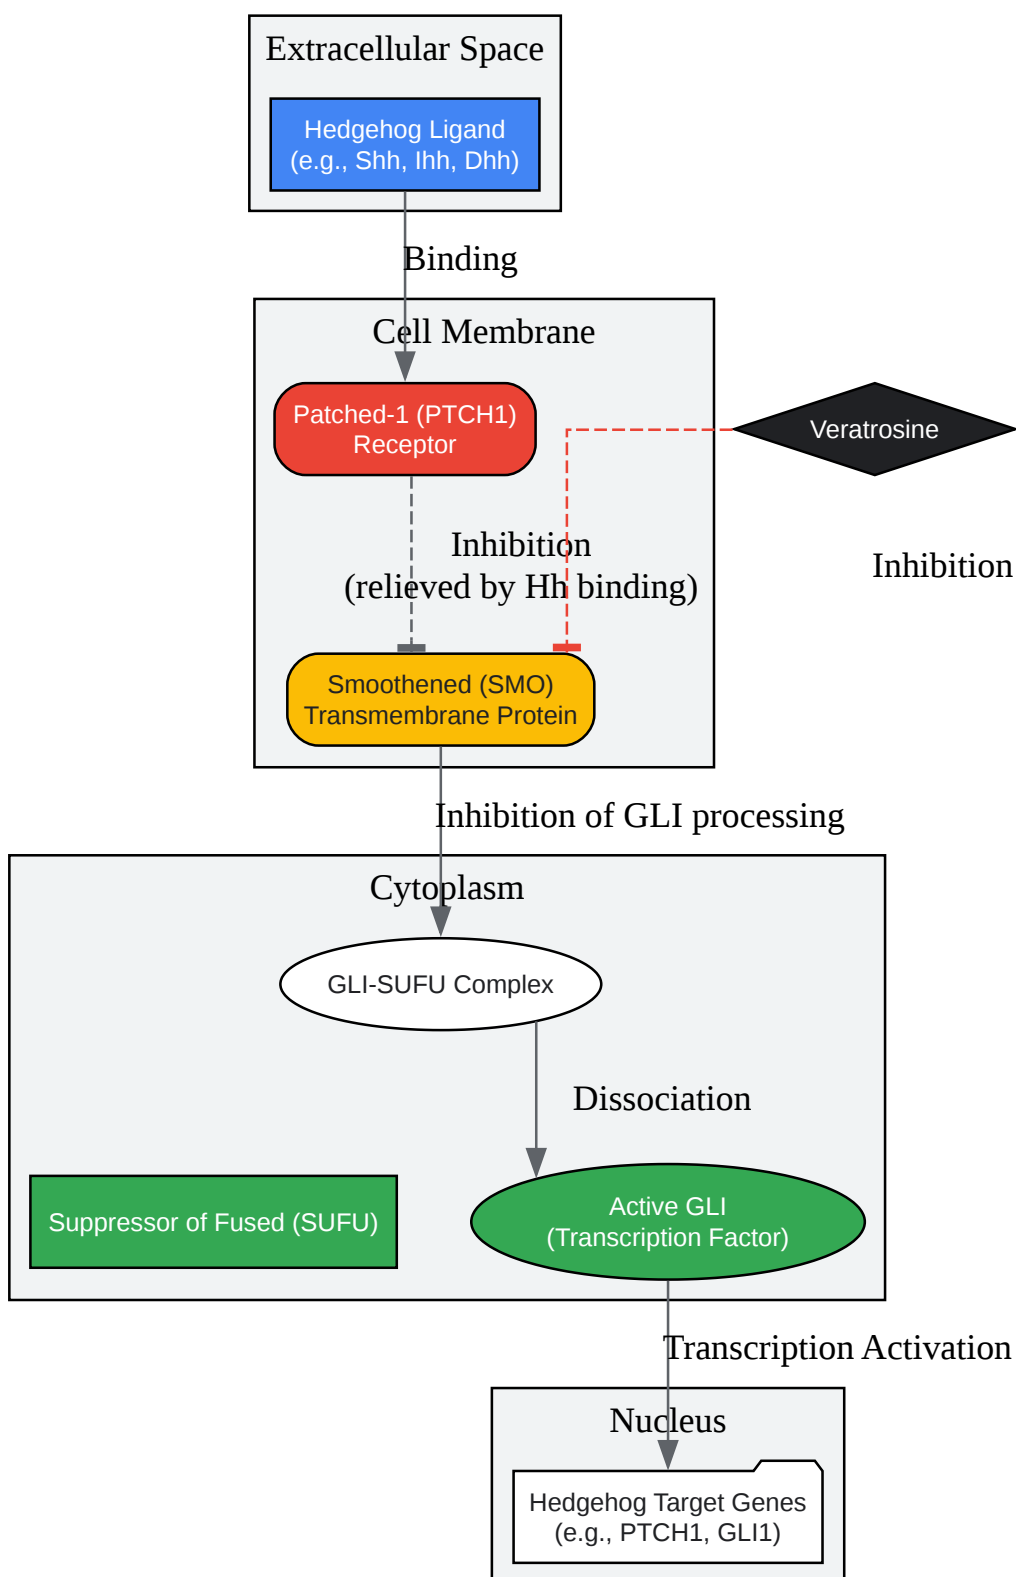 Extracellular Space
Hedgehog Ligand
(e.g., Shh, Ihh, Dhh)
Binding
Cell Membrane
Patched-1 (PTCH1)
Receptor
Veratrosine
Inhibition
(relieved by Hh binding)
Inhibition
Smoothened (SMO)
Transmembrane Protein
Inhibition of GLI processing
Cytoplasm
GLI-SUFU Complex
Dissociation
Suppressor of Fused (SUFU)
Active GLI
(Transcription Factor)
Transcription Activation
Nucleus
Hedgehog Target Genes
(e.g., PTCH1, GLI1)